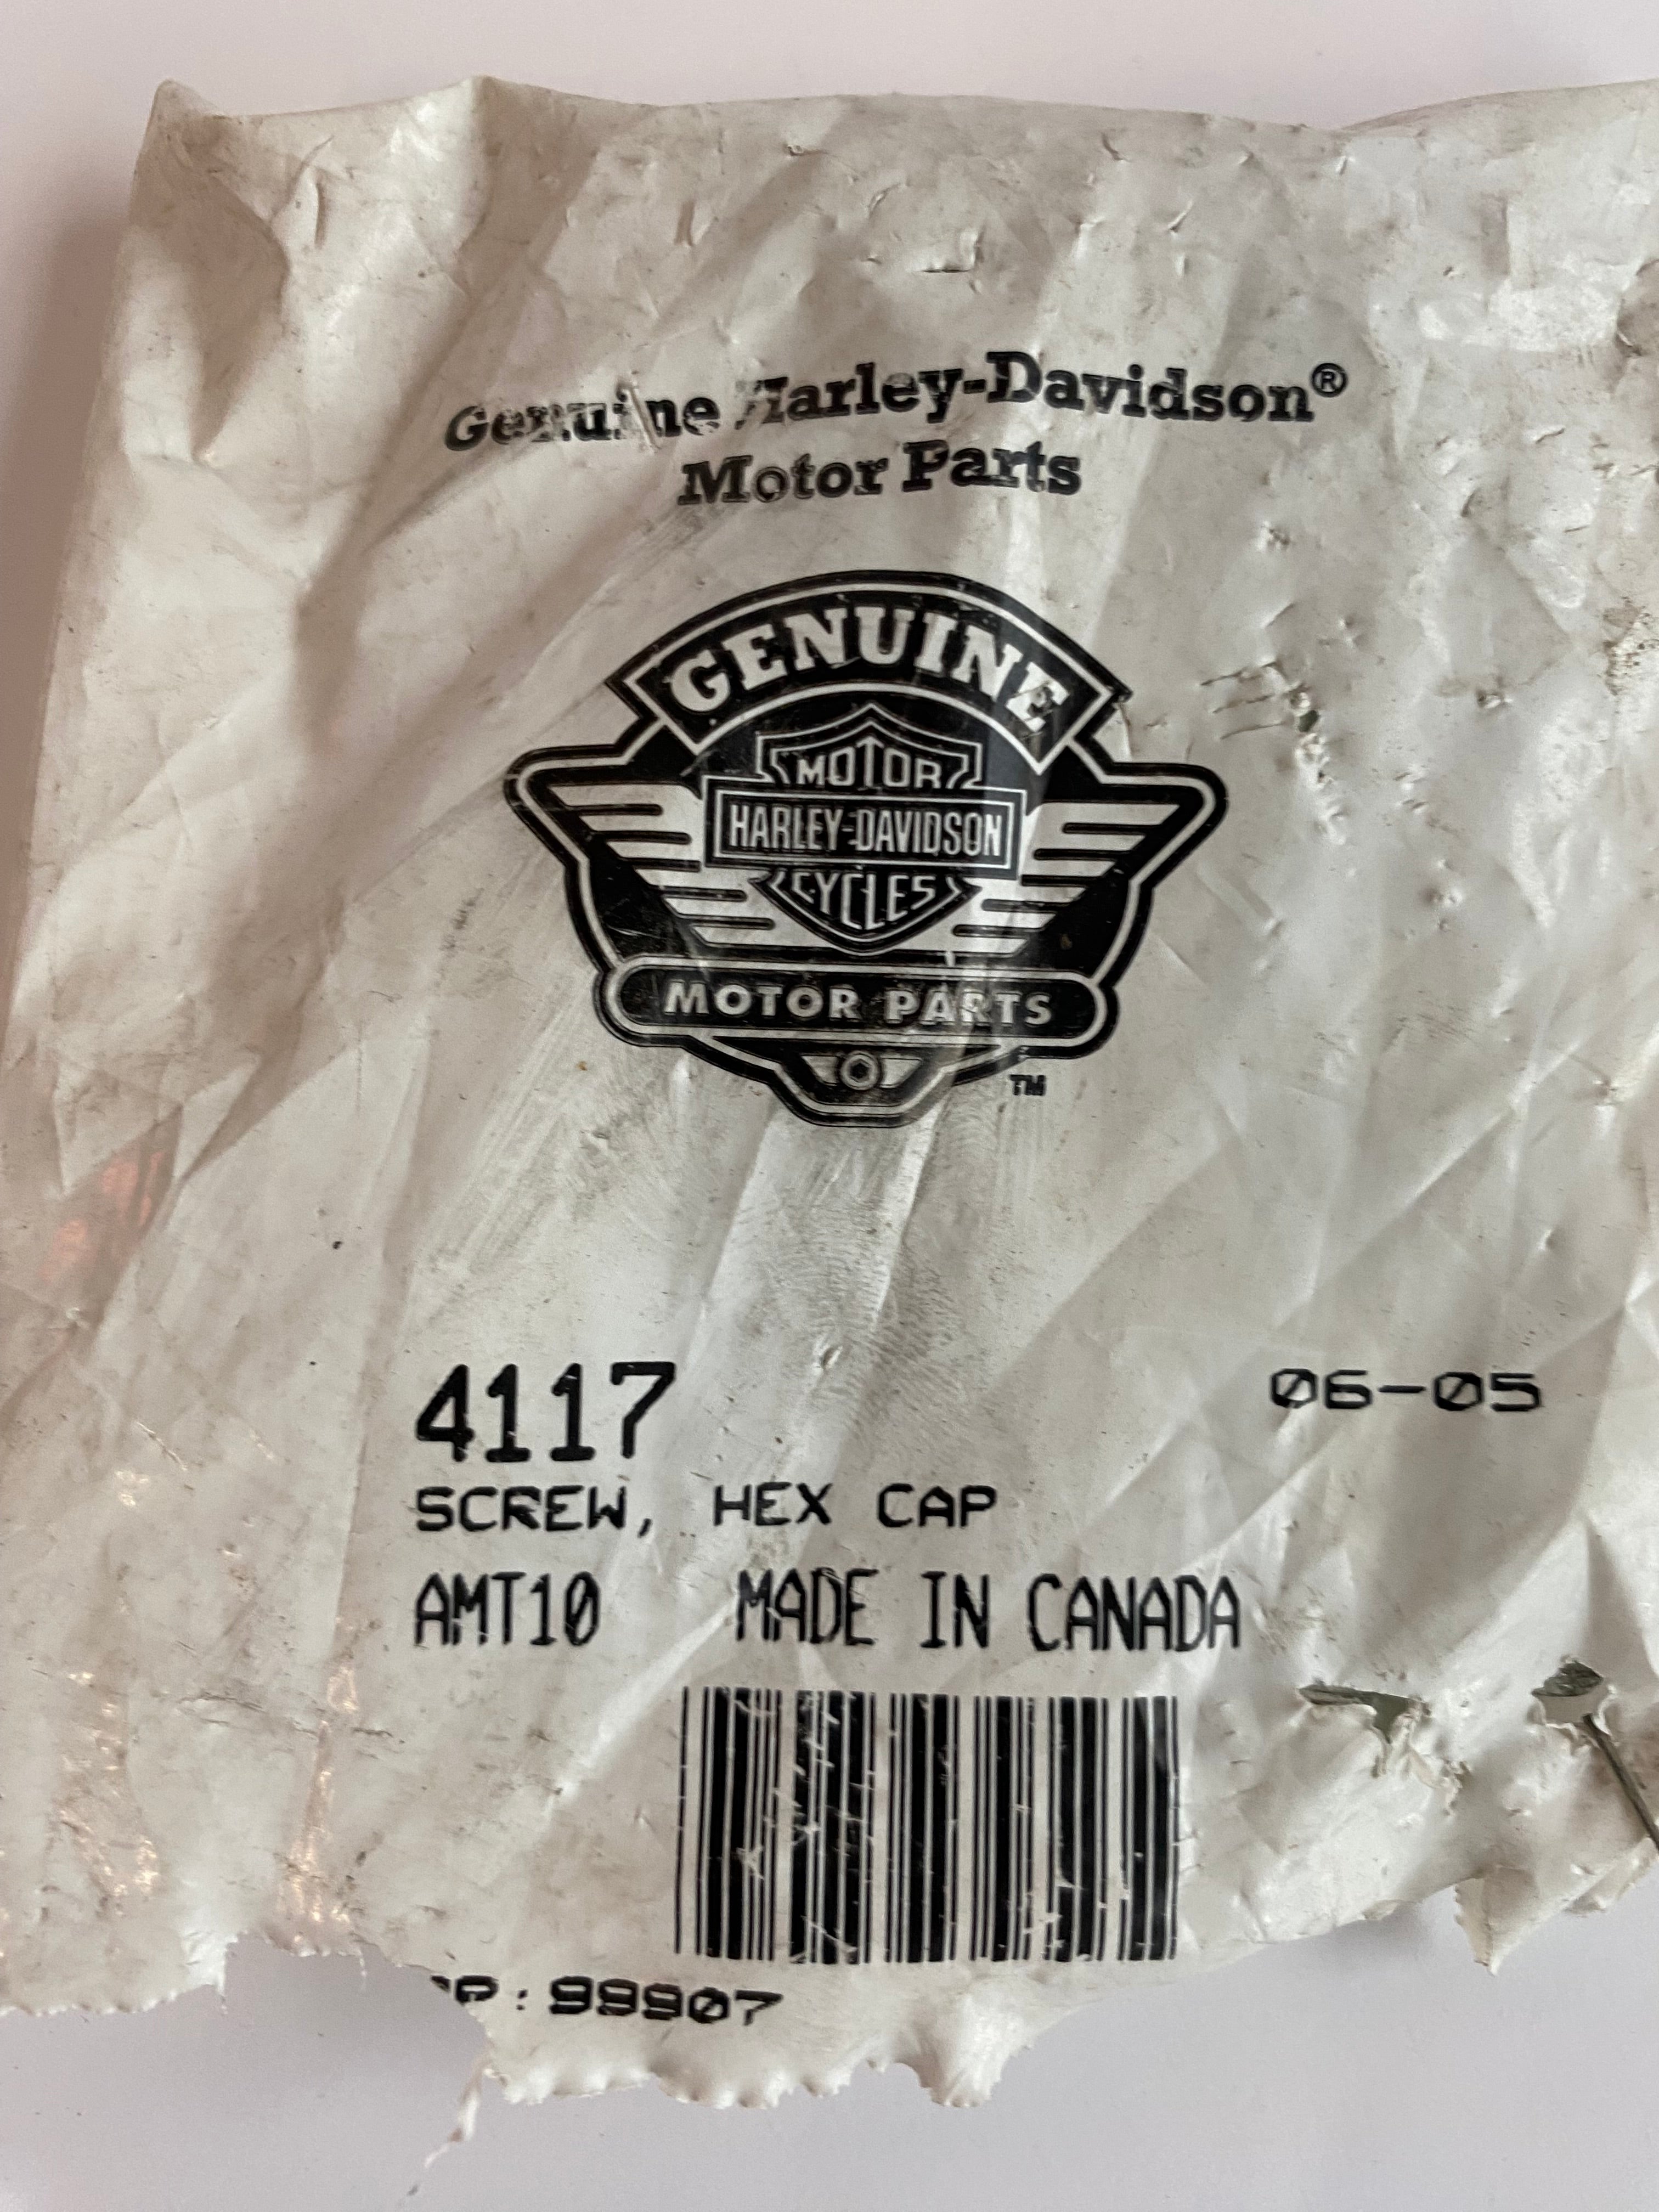 Genuine Harley-Davidson®
Motor Parts
GENUINE
MOTOR
HARLEY-DAVIDSON
CYCLES
MOTOR PARTS
TM
4117 06-05
SCREW, HEX CAP
AMT10 MADE IN CANADA
P:99907